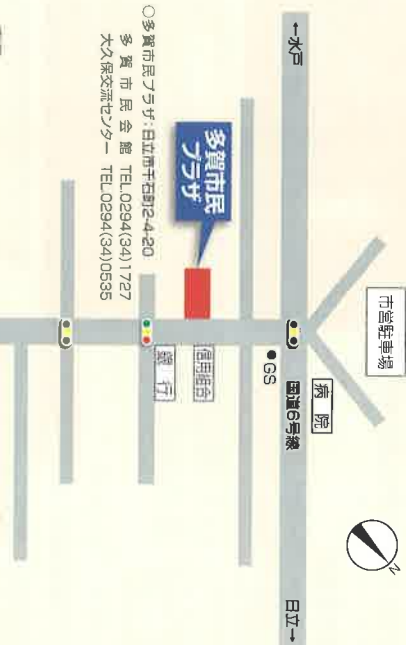 市営駐車場
N
病院
←水戸
国道6号線
日立→
●GS
多賀市民
プラザ
信用組合
銀行
○多賀市民プラザ:日立市千石町2-4-20
多賀市民会館 TEL.0294(34)1727
大久保交流センター TEL.0294(34)0535